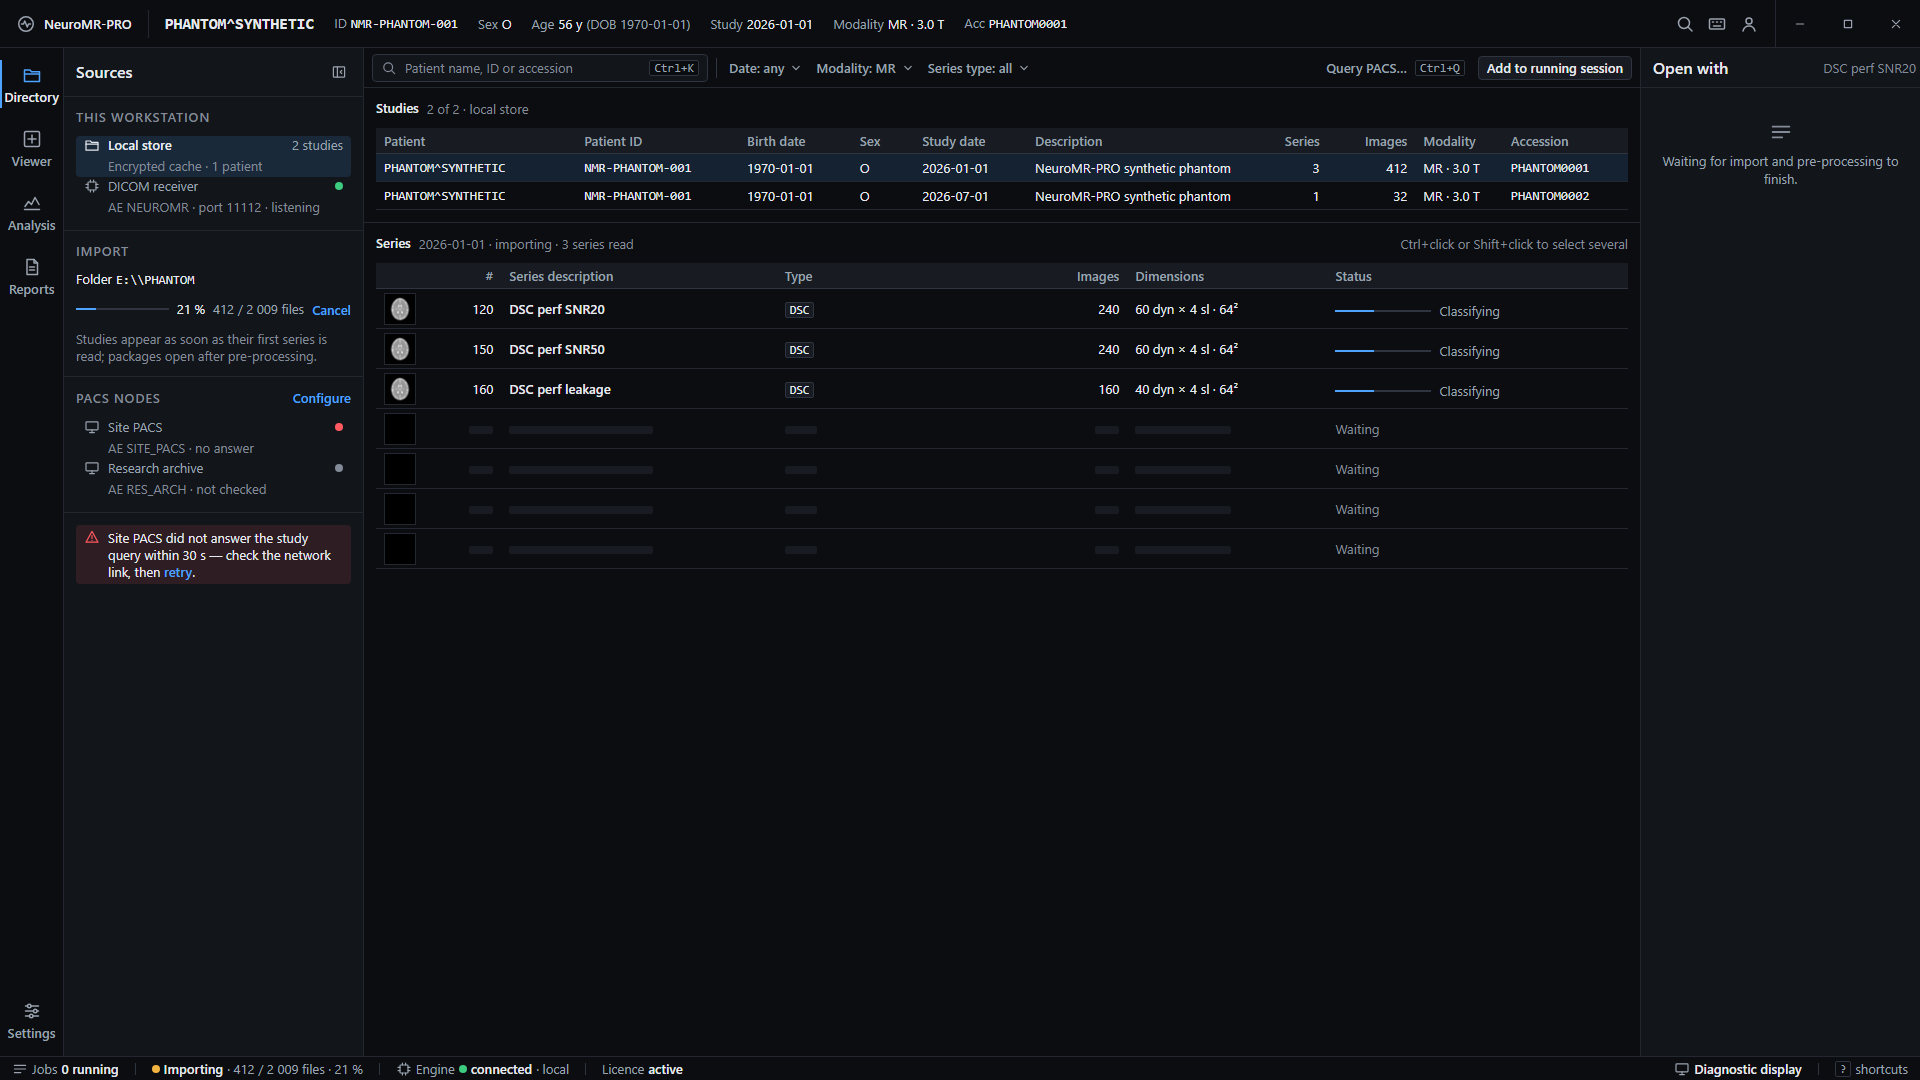 NeuroMR-PRO PHANTOM^SYNTHETIC ID NMR-PHANTOM-001 Sex O Age 56 y (DOB 1970-01-01) Study 2026-01-01 Modality MR · 3.0 T Acc PHANTOM0001
Directory
Viewer
Analysis
Reports
Settings
Sources
THIS WORKSTATION
Local store 2 studies
Encrypted cache · 1 patient
DICOM receiver
AE NEUROMR · port 11112 · listening
IMPORT
Folder E:\\PHANTOM
21 % 412 / 2 009 files Cancel
Studies appear as soon as their first series is
read; packages open after pre-processing.
PACS NODES Configure
Site PACS
AE SITE_PACS · no answer
Research archive
AE RES_ARCH · not checked
Site PACS did not answer the study
query within 30 s — check the network
link, then retry.
Patient name, ID or accession Ctrl+K Date: any Modality: MR Series type: all Query PACS... Ctrl+Q Add to running session
Studies 2 of 2 · local store
Patient Patient ID Birth date Sex Study date Description Series Images Modality Accession
PHANTOM^SYNTHETIC NMR-PHANTOM-001 1970-01-01 O 2026-01-01 NeuroMR-PRO synthetic phantom 3 412 MR · 3.0 T PHANTOM0001
PHANTOM^SYNTHETIC NMR-PHANTOM-001 1970-01-01 O 2026-07-01 NeuroMR-PRO synthetic phantom 1 32 MR · 3.0 T PHANTOM0002
Series 2026-01-01 · importing · 3 series read Ctrl+click or Shift+click to select several
# Series description Type Images Dimensions Status
120 DSC perf SNR20 DSC 240 60 dyn × 4 sl · 64² Classifying
150 DSC perf SNR50 DSC 240 60 dyn × 4 sl · 64² Classifying
160 DSC perf leakage DSC 160 40 dyn × 4 sl · 64² Classifying
Waiting
Waiting
Waiting
Waiting
Open with DSC perf SNR20
Waiting for import and pre-processing to
finish.
Jobs 0 running Importing · 412 / 2 009 files · 21 % Engine connected · local Licence active Diagnostic display ? shortcuts